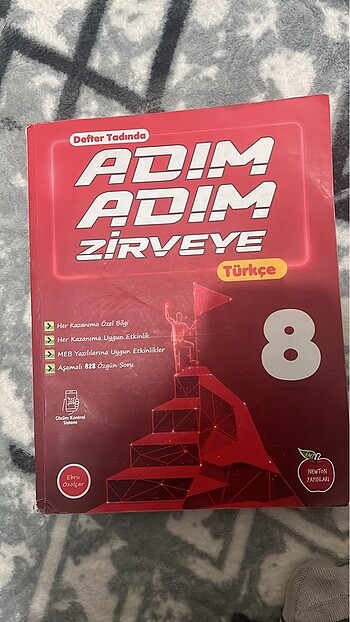 Defter Tadında
ADIM
ADIM
ZİRVEYE
Türkçe
8
Her Kazanıma Özel Bilgi
Her Kazanıma Uygun Etkinlik
MEB Yazılılarına Uygun Etkinlikler
Aşamalı 828 Özgün Soru
Çözüm Kontrol
Sistemi
Ebru
Özolçar
NEWTON
YAYINLARI